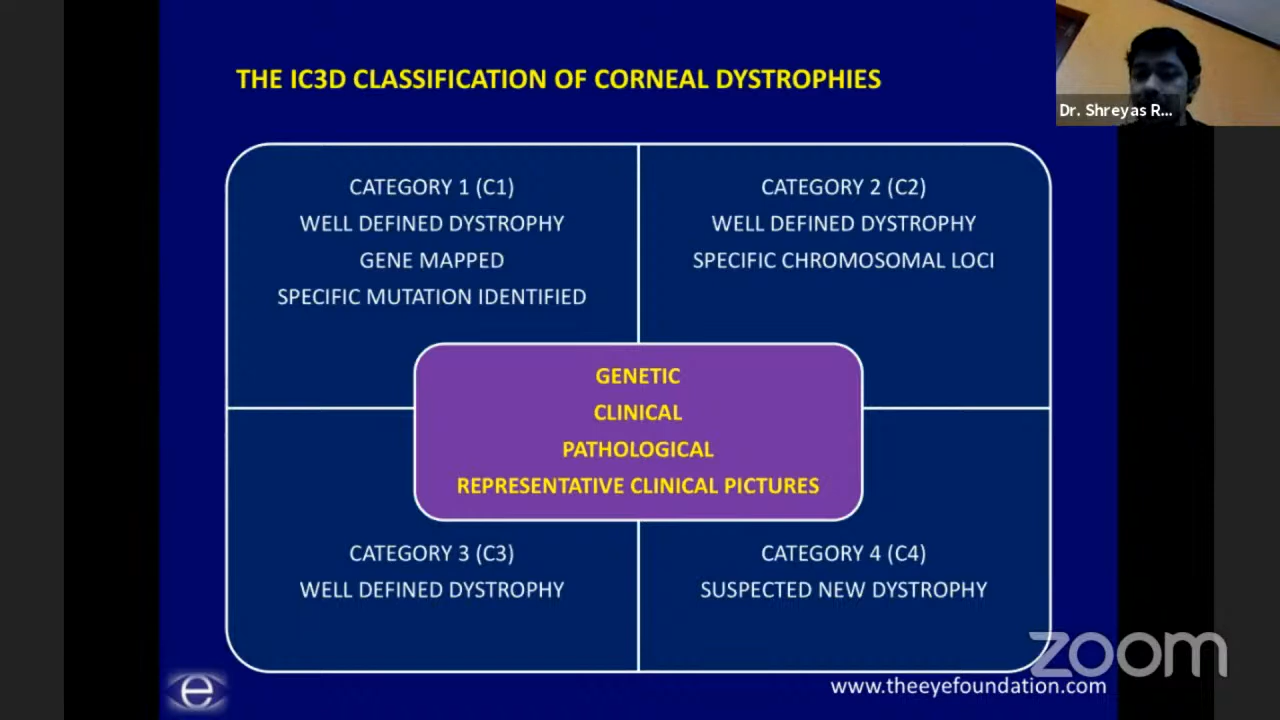 THE IC3D CLASSIFICATION OF CORNEAL DYSTROPHIES
Dr. Shreyas R...
CATEGORY 1 (C1)
WELL DEFINED DYSTROPHY
GENE MAPPED
SPECIFIC MUTATION IDENTIFIED
CATEGORY 2 (C2)
WELL DEFINED DYSTROPHY
SPECIFIC CHROMOSOMAL LOCI
GENETIC
CLINICAL
PATHOLOGICAL
REPRESENTATIVE CLINICAL PICTURES
CATEGORY 3 (C3)
WELL DEFINED DYSTROPHY
CATEGORY 4 (C4)
SUSPECTED NEW DYSTROPHY
zoom
e
www.theeyefoundation.com